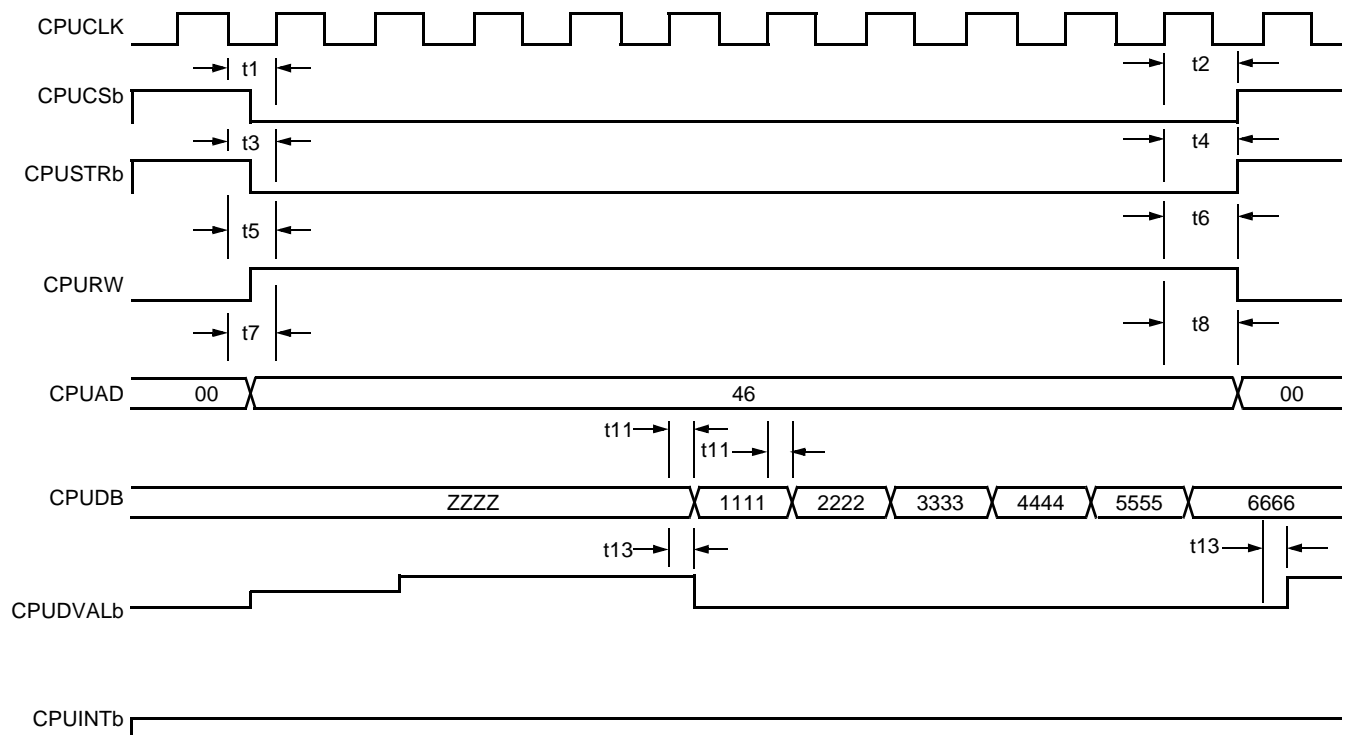 CPUCLK
t1
t2
CPUCSb
t3
t4
CPUSTRb
t5
t6
CPURW
t7
t8
CPUAD
00
46
00
t11
t11
CPUDB
ZZZZ
1111
2222
3333
4444
5555
6666
t13
t13
CPUDVALb
CPUINTb